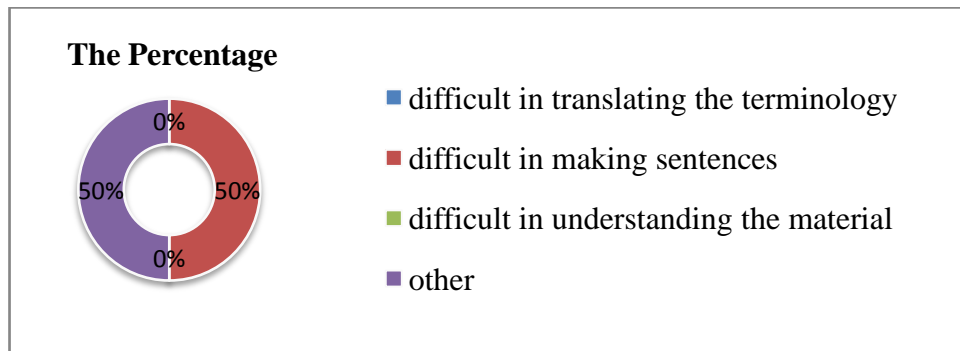 The Percentage
0%
50%
50%
0%
difficult in translating the terminology
difficult in making sentences
difficult in understanding the material
other